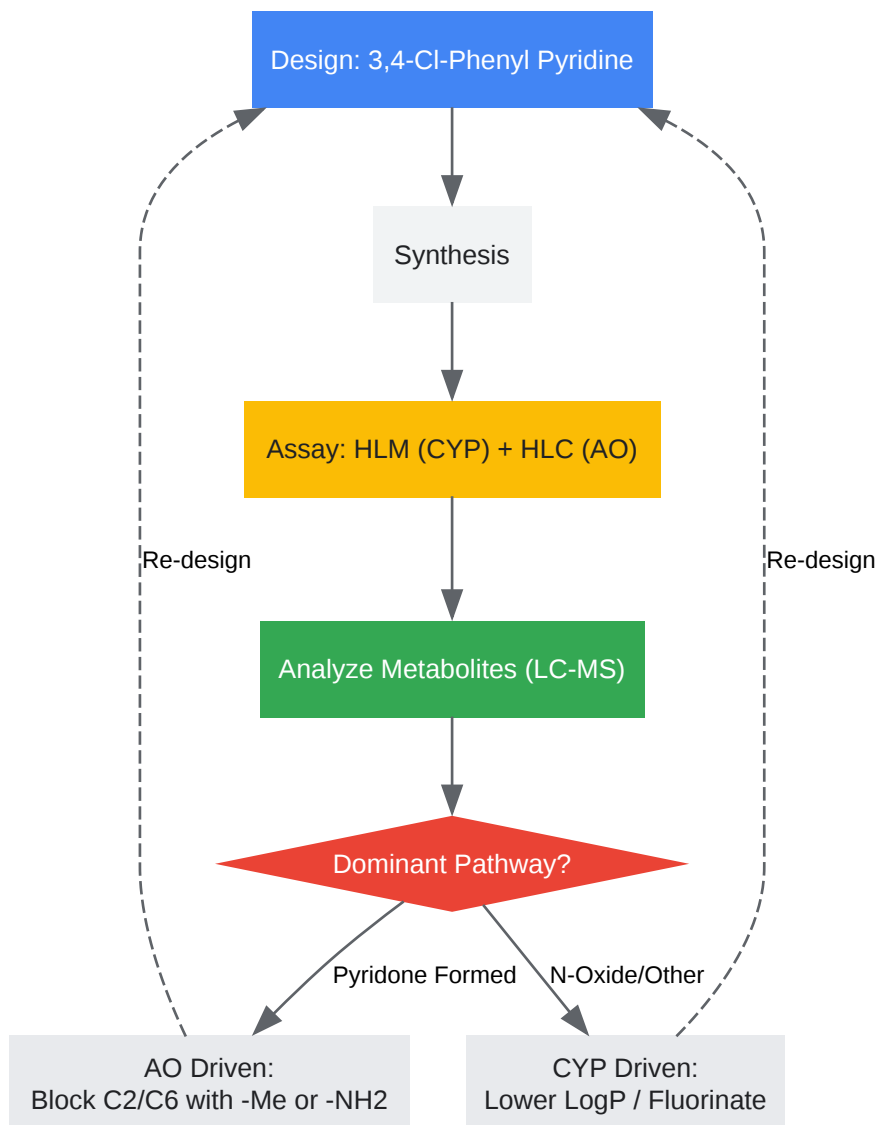 Design: 3,4-Cl-Phenyl Pyridine
Synthesis
Assay: HLM (CYP) + HLC (AO)
Re-design
Re-design
Analyze Metabolites (LC-MS)
Dominant Pathway?
Pyridone Formed
N-Oxide/Other
AO Driven:
Block C2/C6 with -Me or -NH2
CYP Driven:
Lower LogP / Fluorinate